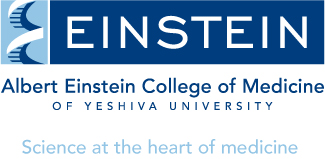 EINSTEIN
Albert Einstein College of Medicine
OF YESHIVA UNIVERSITY
Science at the heart of medicine